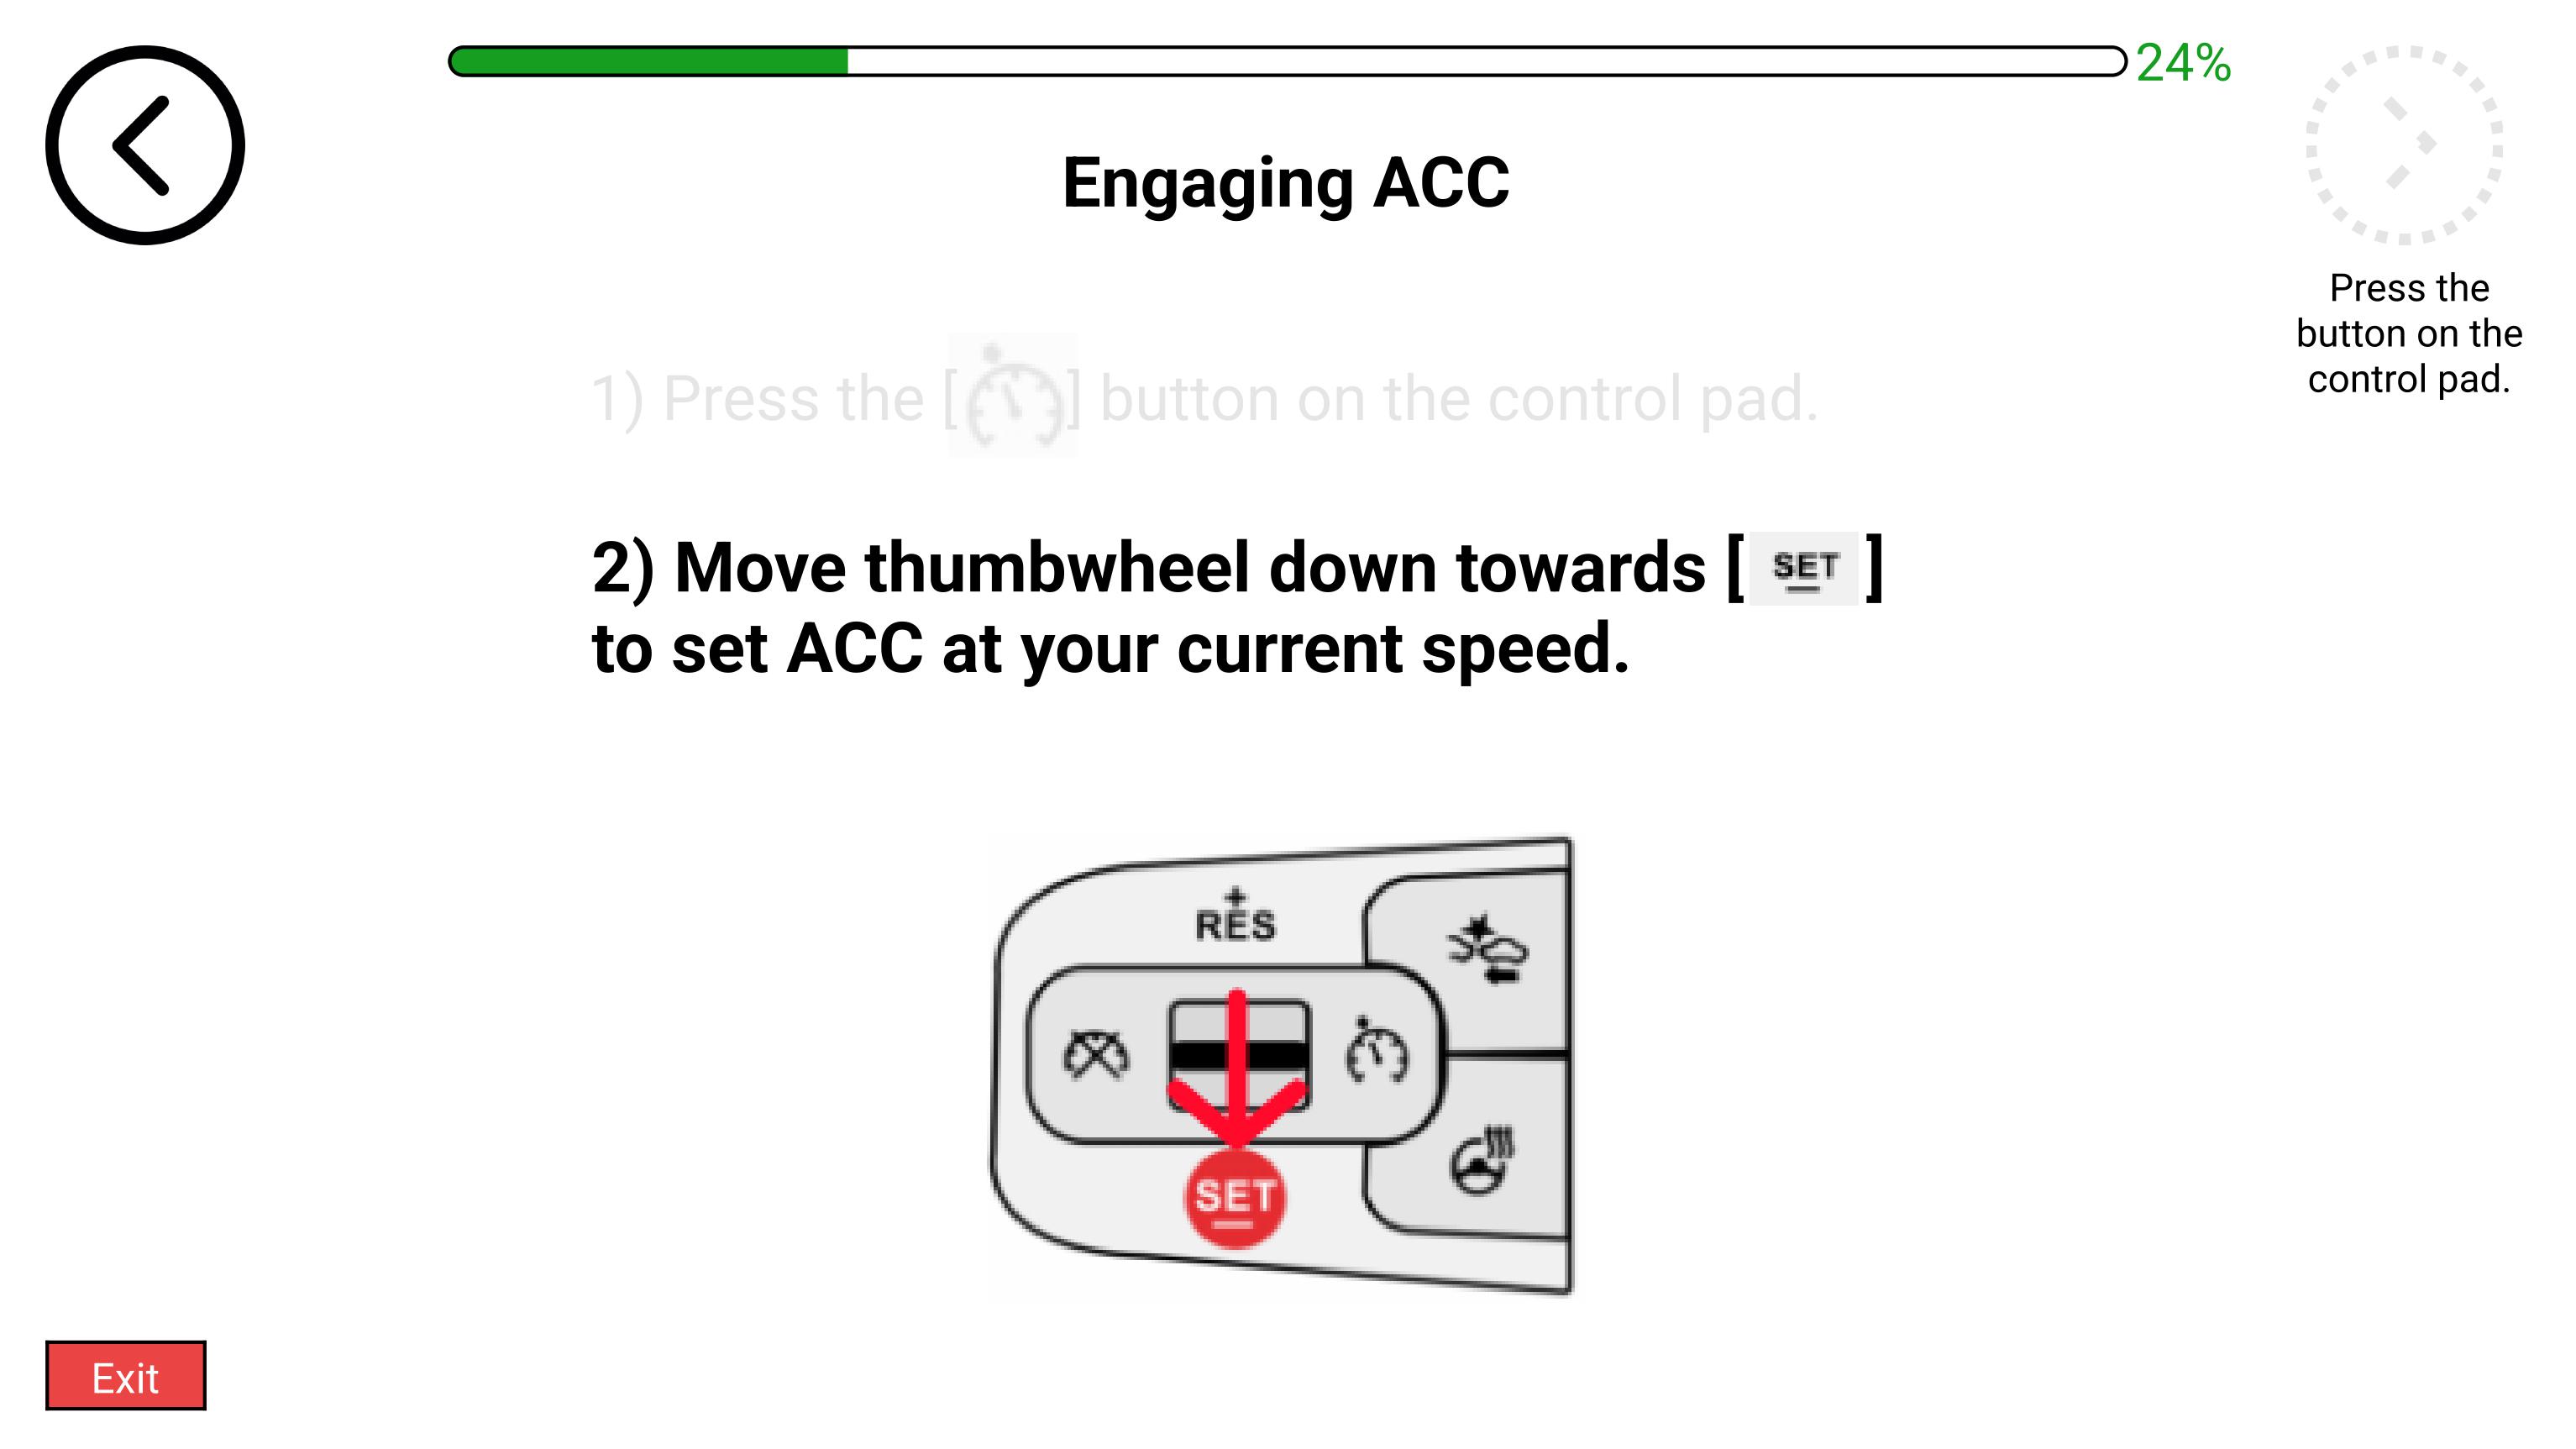 24%
Engaging ACC
Press the
button on the
control pad.
1) Press the [ ] button on the control pad.
2) Move thumbwheel down towards [ SET ]
to set ACC at your current speed.
+
RES
SET
Exit